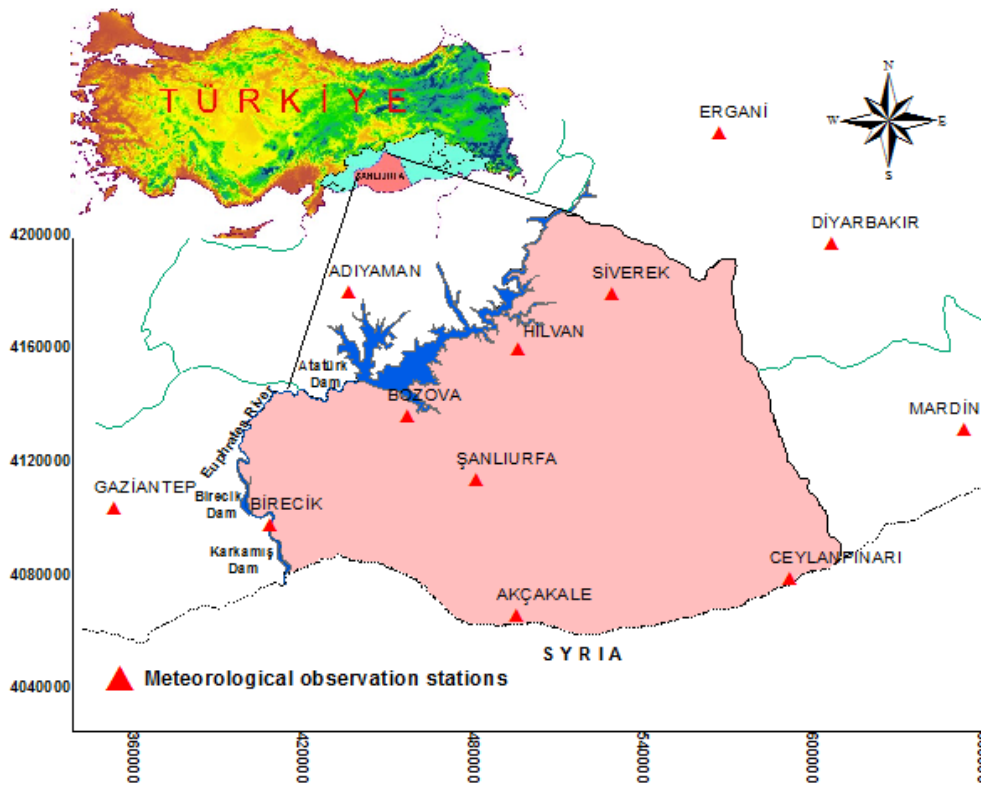 TÜRKİYE
ŞANLIURFA
N
W
E
S
ERGANİ
DİYARBAKIR
4200000
ADIYAMAN
SİVEREK
4160000
HİLVAN
Atatürk
Dam
BOZOVA
Euphrates River
MARDİN
4120000
ŞANLIURFA
GAZİANTEP
Birecik
Dam
BİRECİK
Karkamış
Dam
4080000
CEYLANPINARI
AKÇAKALE
SYRIA
Meteorological observation stations
4040000
360000
420000
480000
540000
600000